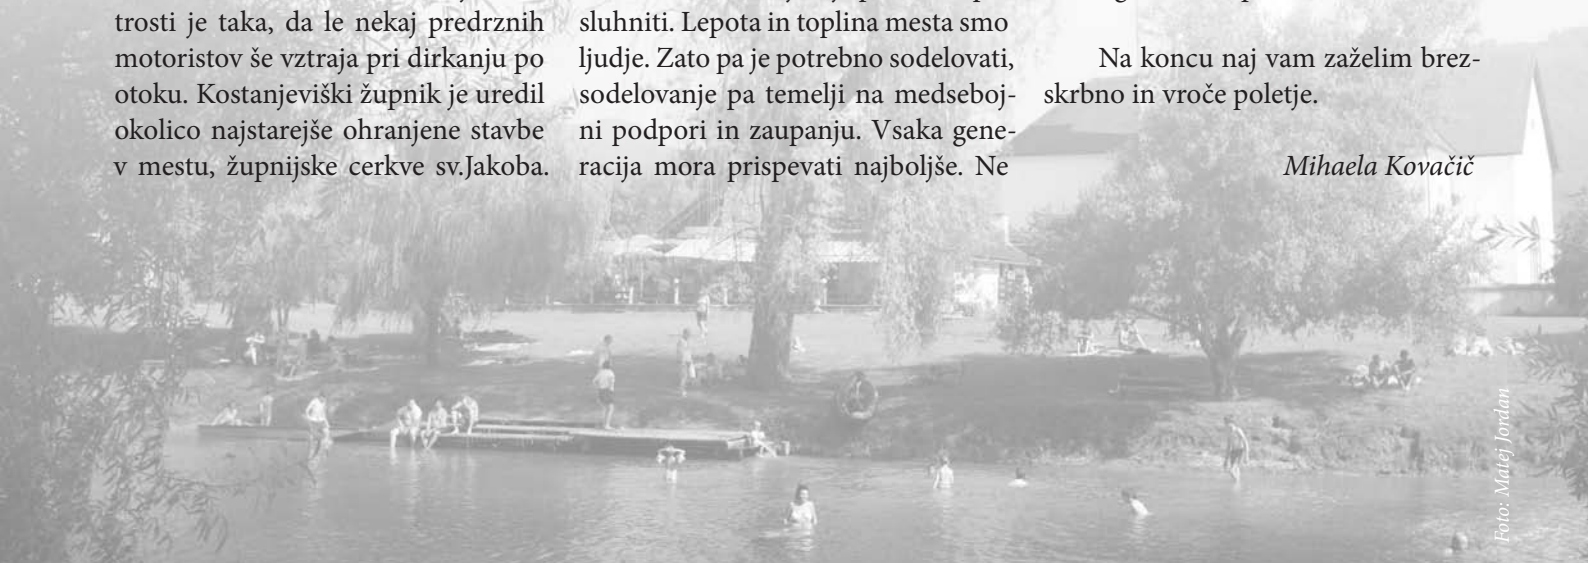 trosti je taka, da le nekaj predrznih
motoristov še vztraja pri dirkanju po
otoku. Kostanjeviški župnik je uredil
okolico najstarejše ohranjene stavbe
v mestu, župnijske cerkve sv.Jakoba.
sluhniti. Lepota in toplina mesta smo
ljudje. Zato pa je potrebno sodelovati,
sodelovanje pa temelji na medseboj-
ni podpori in zaupanju. Vsaka gene-
racija mora prispevati najboljše. Ne
Na koncu naj vam zaželim brez-
skrbno in vroče poletje.
Mihaela Kovačič
Foto: Matej Jordan